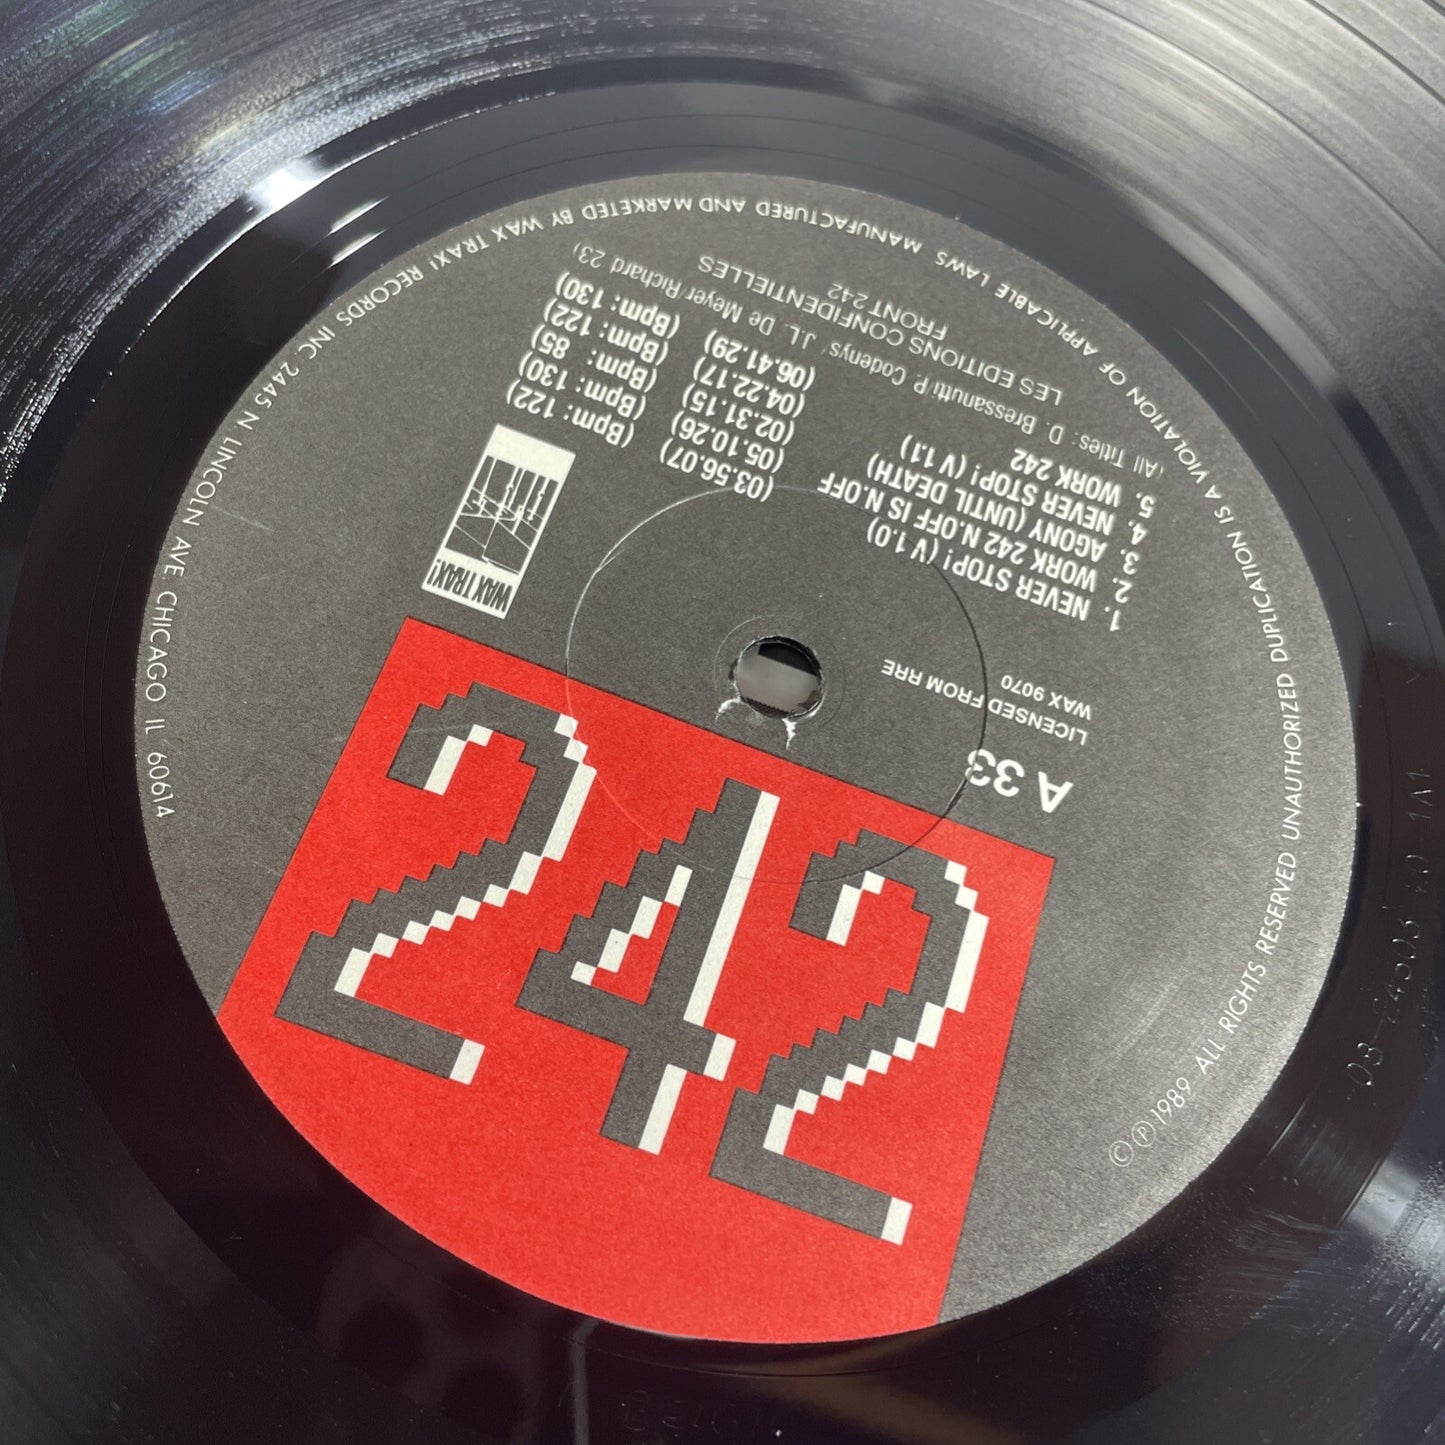 242
A 33
LICENSED FROM RRE
WAX 9070
WAX TRAX!
1. NEVER STOP! (V 1.0) (03.56.07) (Bpm: 122)
2. WORK 242 N.OFF IS N.OFF (05.10.26) (Bpm: 130)
3. AGONY (UNTIL DEATH) (02.31.15) (Bpm: 85)
4. NEVER STOP! (V 1.1) (04.22.17) (Bpm: 122)
5. WORK 242 (06.41.29) (Bpm: 130)
(All Titles: D. Bressanutti/P. Codenys/ J.L. De Meyer/Richard 23)
LES EDITIONS CONFIDENTIELLES
FRONT 242
©℗1989 ALL RIGHTS RESERVED UNAUTHORIZED DUPLICATION IS A VIOLATION OF APPLICABLE LAWS MANUFACTURED AND MARKETED BY WAX TRAX! RECORDS INC 2445 N LINCOLN AVE CHICAGO IL 60614